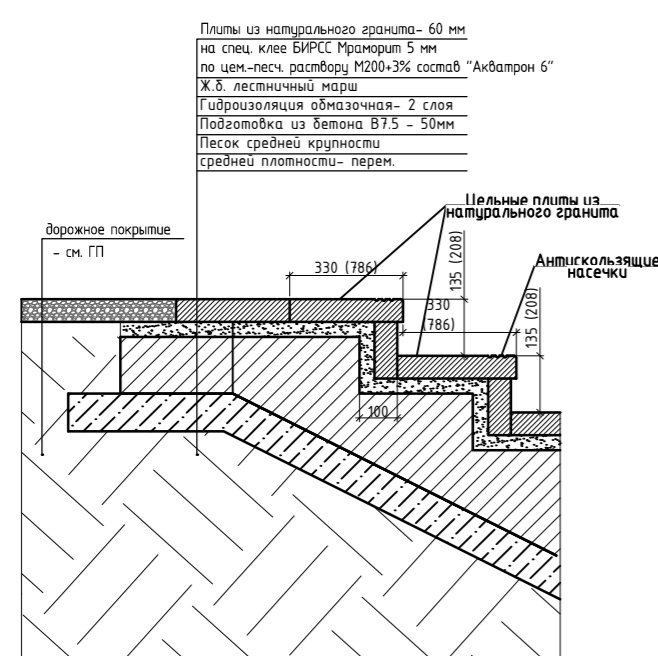 Плиты из натурального гранита- 60 мм
на спец. клее БИРСС Мраморит 5 мм
по цем.-песч. раствору М200+3% состав "Акватрон 6"
Ж.б. лестничный марш
Гидроизоляция обмазочная- 2 слоя
Подготовка из бетона В7.5 - 50мм
Песок средней крупности
средней плотности- перем.
Цельные плиты из
натурального гранита
дорожное покрытие
- см. ГП
Антискользящие
насечки
330 (786)
135 (208)
330
(786)
135 (208)
100